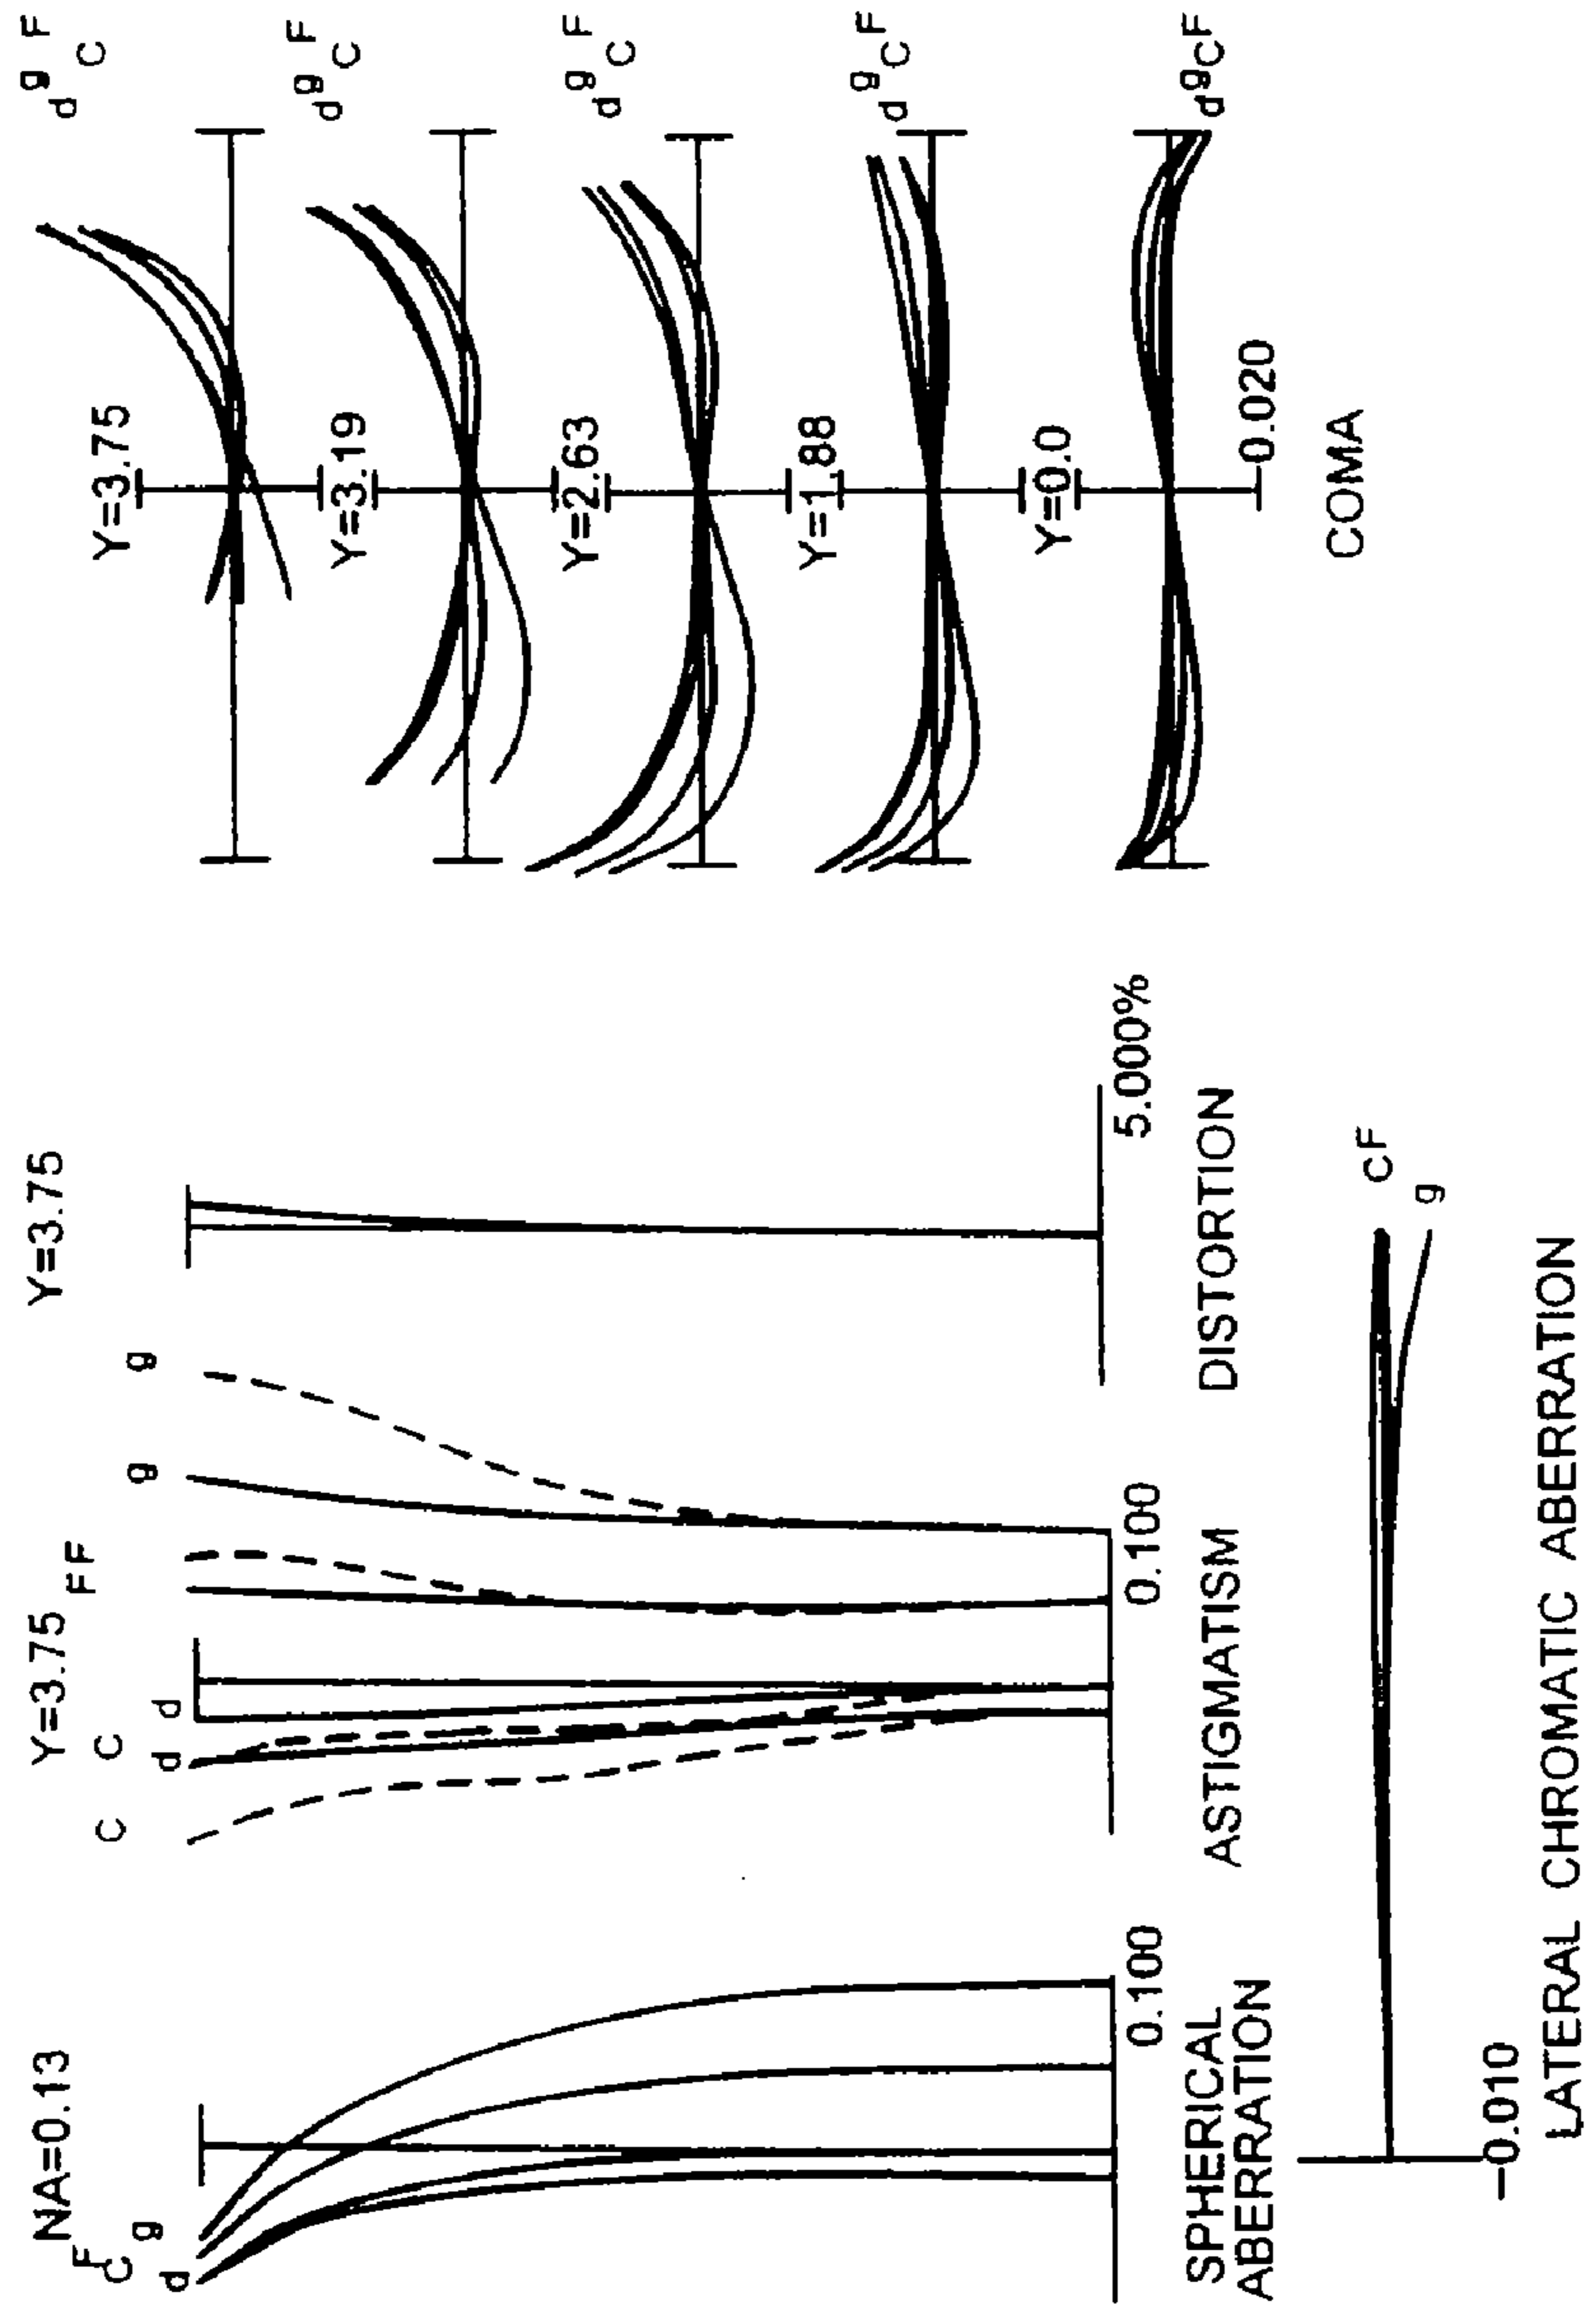 NA=0.13
F
C
g
d
0.100
SPHERICAL
ABERRATION
Y=3.75
FF
g
g
C
C
d
d
0.100
ASTIGMATISM
Y=3.75
5.000%
DISTORTION
Y=3.75
d g C F
Y=3.19
d g C F
Y=2.63
d g C F
Y=1.88
d g C F
Y=0.0
d g C F
-0.020
COMA
CF
g
-0.010
LATERAL CHROMATIC ABERRATION